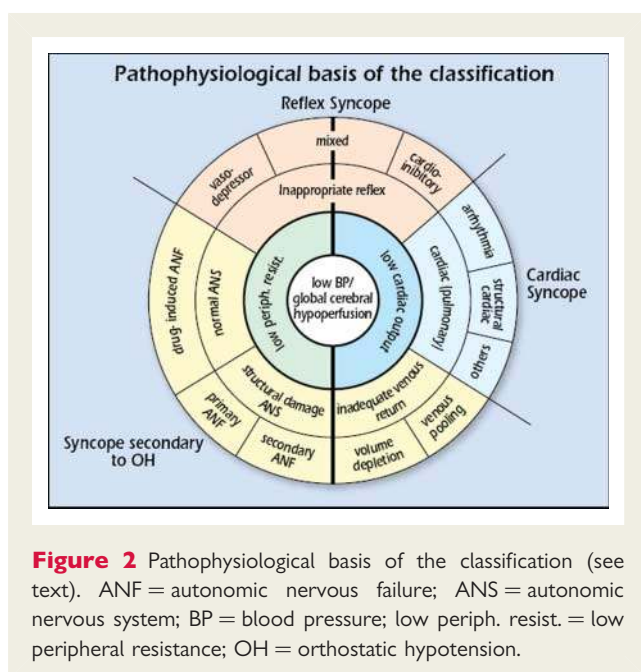 Pathophysiological basis of the classification
Reflex Syncope
mixed
vaso-
depressor
cardio-
inhibitory
Inappropriate reflex
arrhythmia
structural
cardiac
others
cardiac (pulmonary)
Cardiac
Syncope
drug- induced ANF
normal ANS
low periph. resist.
low cardiac output
low BP/
global cerebral
hypoperfusion
structural damage
ANS
inadequate venous
return
primary
ANF
secondary
ANF
volume
depletion
venous
pooling
Syncope secondary
to OH
Figure 2 Pathophysiological basis of the classification (see
text). ANF = autonomic nervous failure; ANS = autonomic
nervous system; BP = blood pressure; low periph. resist. = low
peripheral resistance; OH = orthostatic hypotension.